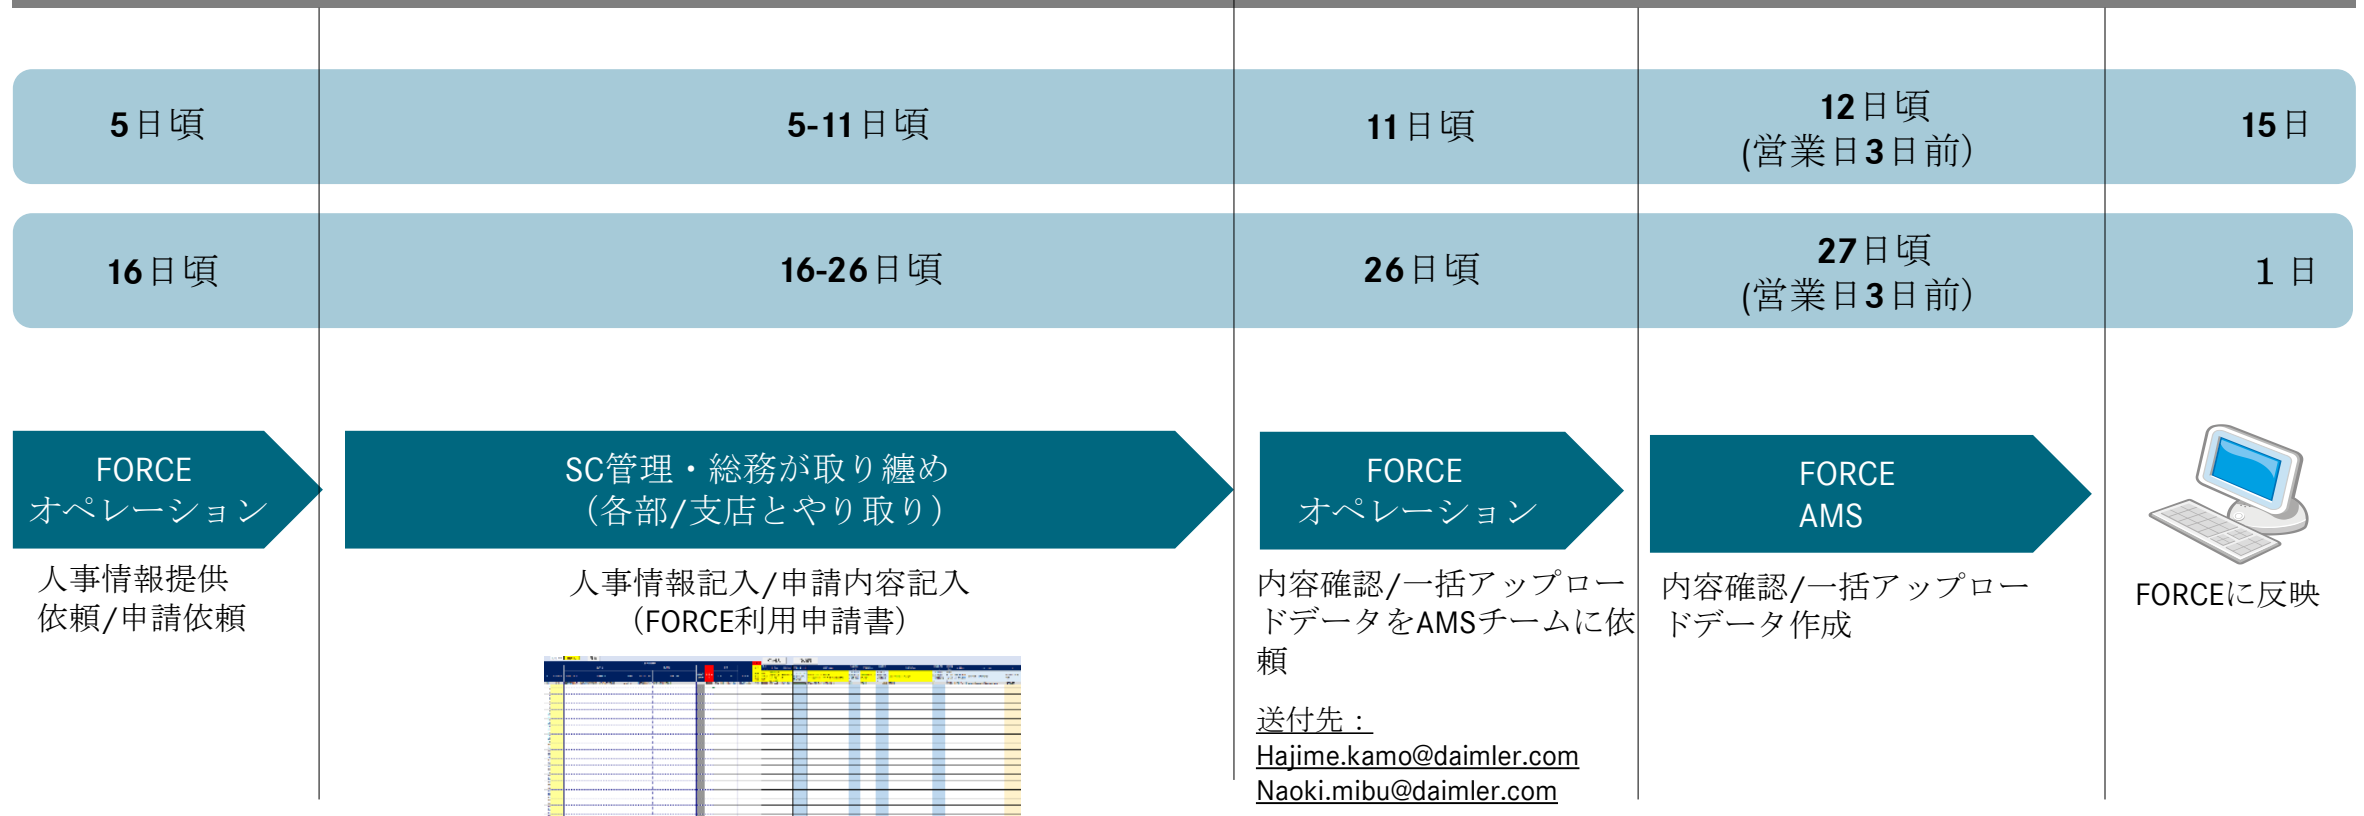 5日頃
5-11日頃
11日頃
12日頃
(営業日3日前）
15日
16日頃
16-26日頃
26日頃
27日頃
(営業日3日前）
１日
FORCE
オペレーション
SC管理・総務が取り纏め
（各部/支店とやり取り）
FORCE
オペレーション
FORCE
AMS
人事情報提供
依頼/申請依頼
人事情報記入/申請内容記入
（FORCE利用申請書）
内容確認/一括アップロー
ドデータをAMSチームに依
頼
送付先：
Hajime.kamo@daimler.com
Naoki.mibu@daimler.com
内容確認/一括アップロー
ドデータ作成
FORCEに反映